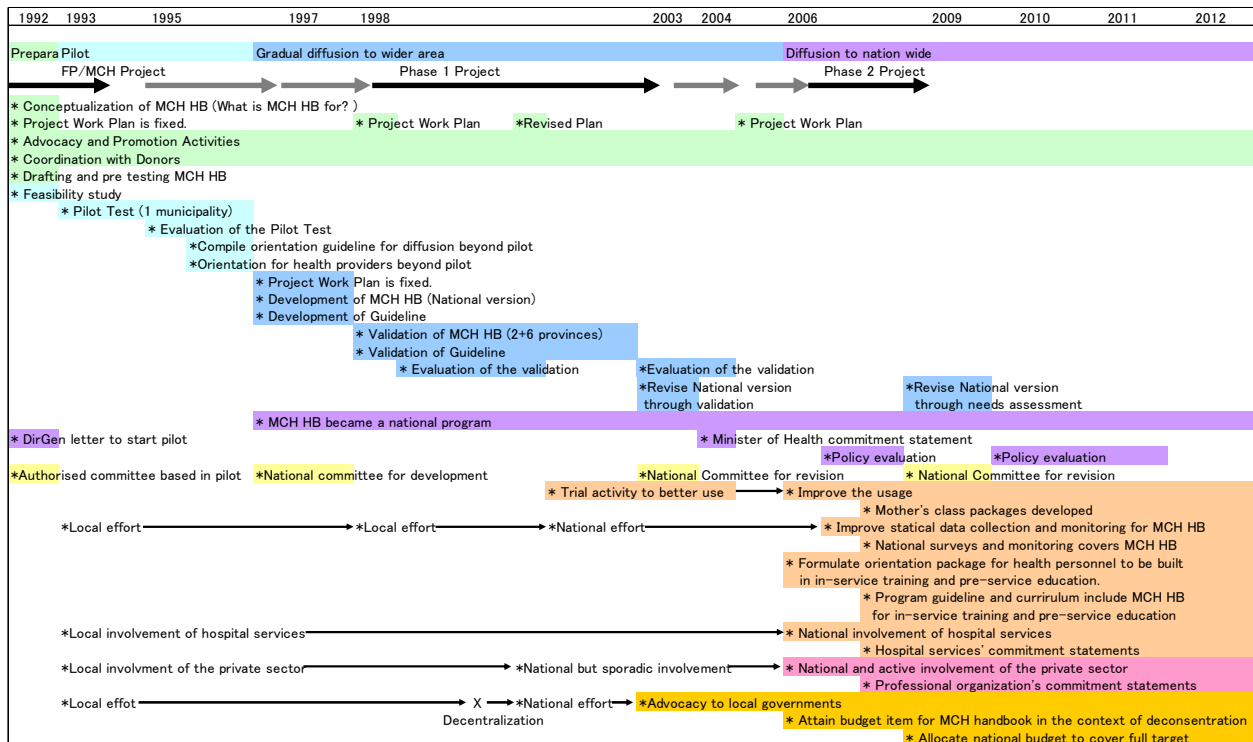 1992 1993 1995 1997 1998 2003 2004 2006 2009 2010 2011 2012
Prepara Pilot Gradual diffusion to wider area Diffusion to nation wide
FP/MCH Project Phase 1 Project Phase 2 Project
* Conceptualization of MCH HB (What is MCH HB for? )
* Project Work Plan is fixed. * Project Work Plan *Revised Plan * Project Work Plan
* Advocacy and Promotion Activities
* Coordination with Donors
* Drafting and pre testing MCH HB
* Feasibility study
* Pilot Test (1 municipality)
* Evaluation of the Pilot Test
*Compile orientation guideline for diffusion beyond pilot
*Orientation for health providers beyond pilot
* Project Work Plan is fixed.
* Development of MCH HB (National version)
* Development of Guideline
* Validation of MCH HB (2+6 provinces)
* Validation of Guideline
* Evaluation of the validation *Evaluation of the validation
*Revise National version *Revise National version
through validation through needs assessment
* MCH HB became a national program
* DirGen letter to start pilot * Minister of Health commitment statement
*Policy evaluation *Policy evaluation
*Authorised committee based in pilot *National committee for development *National Committee for revision * National Committee for revision
* Trial activity to better use * Improve the usage
* Mother's class packages developed
*Local effort *Local effort *National effort * Improve statical data collection and monitoring for MCH HB
* National surveys and monitoring covers MCH HB
* Formulate orientation package for health personnel to be built
in in-service training and pre-service education.
* Program guideline and currirulum include MCH HB
for in-service training and pre-service education
*Local involvement of hospital services * National involvement of hospital services
* Hospital services' commitment statements
*Local involvment of the private sector *National but sporadic involvement * National and active involvement of the private sector
* Professional organization's commitment statements
*Local effot X *National effort *Advocacy to local governments
Decentralization * Attain budget item for MCH handbook in the context of deconsentration
* Allocate national budget to cover full target